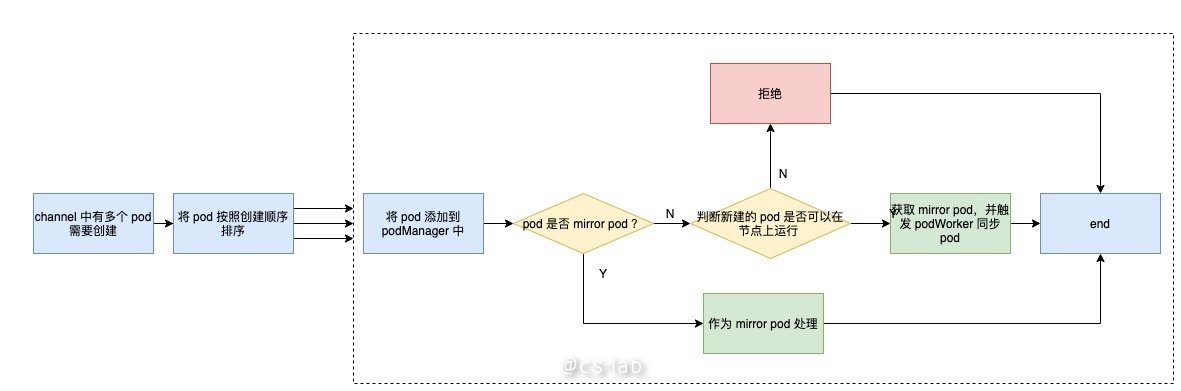 拒绝
N
channel 中有多个 pod
需要创建
将 pod 按照创建顺序
排序
将 pod 添加到
podManager 中
pod 是否 mirror pod ?
N
判断新建的 pod 是否可以在
节点上运行
Y
获取 mirror pod，并触
发 podWorker 同步
pod
end
Y
作为 mirror pod 处理
@cs-lab